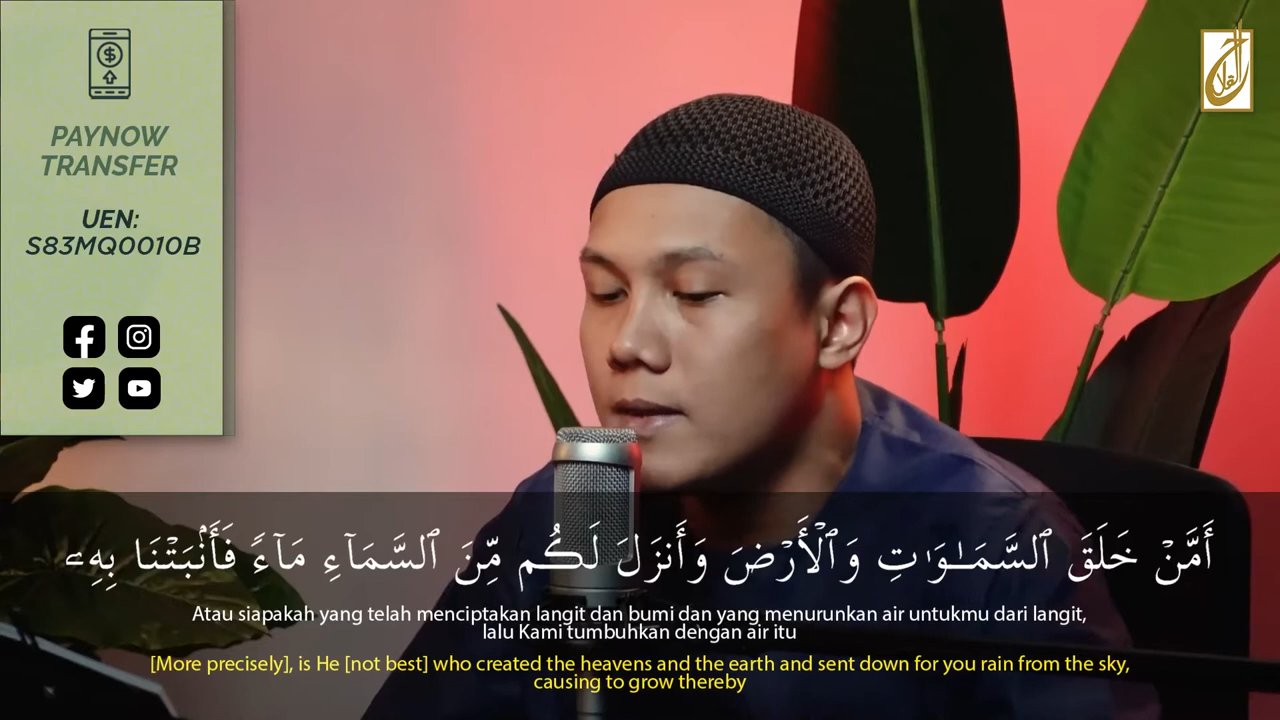 PAYNOW
TRANSFER
UEN:
S83MQ0010B
أَمَّنْ خَلَقَ ٱلسَّمَـٰوَٰتِ وَٱلْأَرْضَ وَأَنزَلَ لَكُم مِّنَ ٱلسَّمَآءِ مَآءً فَأَنۢبَتْنَا بِهِۦ
Atau siapakah yang telah menciptakan langit dan bumi dan yang menurunkan air untukmu dari langit,
lalu Kami tumbuhkan dengan air itu
[More precisely], is He [not best] who created the heavens and the earth and sent down for you rain from the sky,
causing to grow thereby